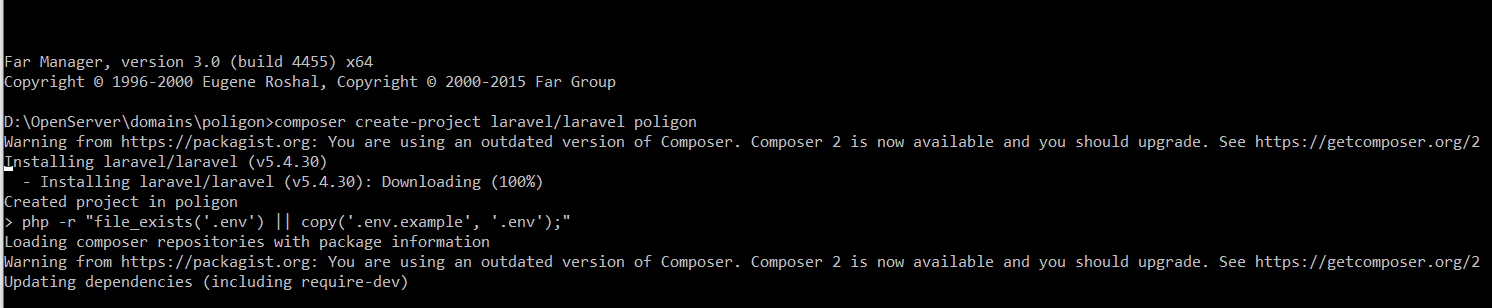 Far Manager, version 3.0 (build 4455) x64
Copyright © 1996-2000 Eugene Roshal, Copyright © 2000-2015 Far Group
D:\OpenServer\domains\poligon>composer create-project laravel/laravel poligon
Warning from https://packagist.org: You are using an outdated version of Composer. Composer 2 is now available and you should upgrade. See https://getcomposer.org/2
Installing laravel/laravel (v5.4.30)
  - Installing laravel/laravel (v5.4.30): Downloading (100%)
Created project in poligon
> php -r "file_exists('.env') || copy('.env.example', '.env');"
Loading composer repositories with package information
Warning from https://packagist.org: You are using an outdated version of Composer. Composer 2 is now available and you should upgrade. See https://getcomposer.org/2
Updating dependencies (including require-dev)